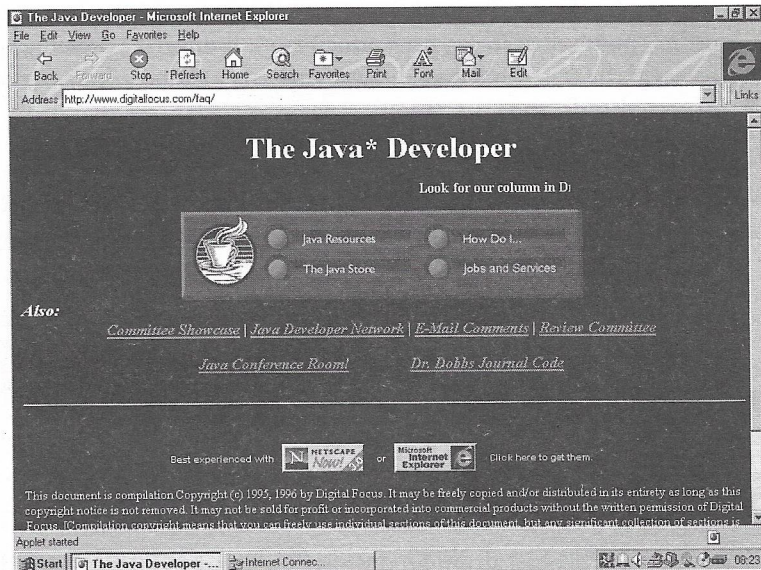 The Java Developer - Microsoft Internet Explorer
File Edit View Go Favorites Help
Back Forward Stop Refresh Home Search Favorites Print Font Mail Edit
Address http://www.digitalfocus.com/faq/ Links
The Java* Developer
Look for our column in D
Java Resources How Do I...
The Java Store Jobs and Services
Also:
Committee Showcase | Java Developer Network | E-Mail Comments | Review Committee
Java Conference Room! Dr. Dobbs Journal Code
Best experienced with NETSCAPE Now! or Microsoft Internet Explorer Click here to get them.
This document is compilation Copyright (c) 1995, 1996 by Digital Focus. It may be freely copied and/or distributed in its entirety as long as this
copyright notice is not removed. It may not be sold for profit or incorporated into commercial products without the written permission of Digital
Focus. [Compilation copyright means that you can freely use individual sections of this document, but any significant collection of sections is
Applet started
Start The Java Developer -... Internet Connec... 08:23